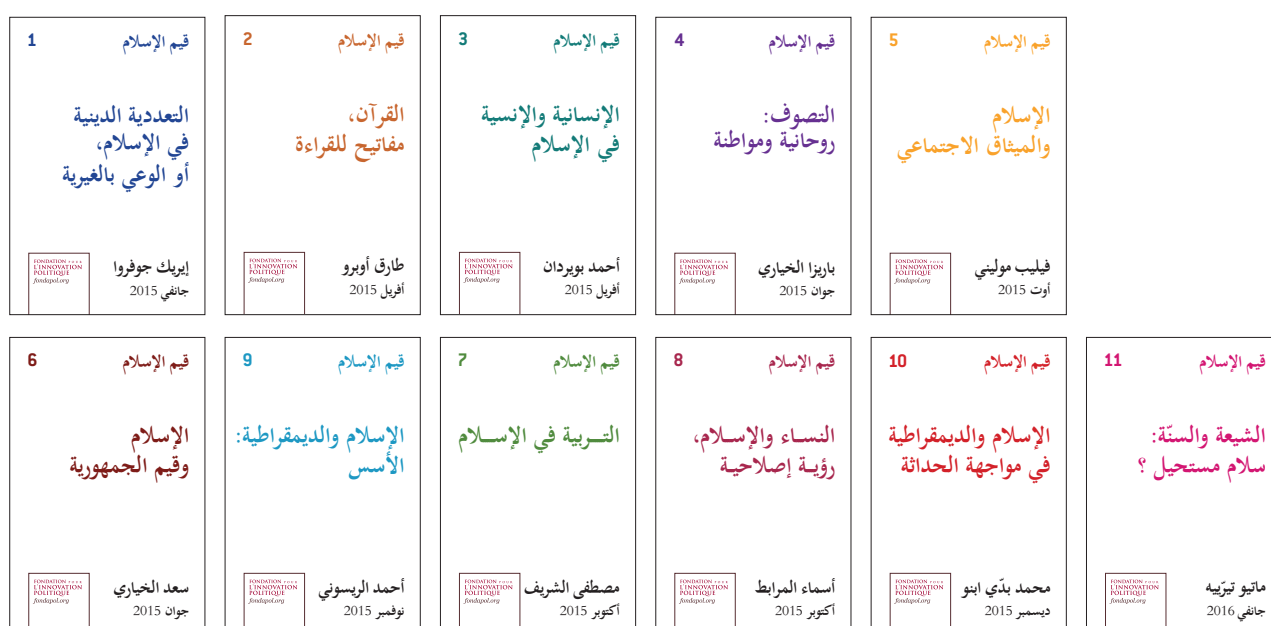 1 قيم الإسلام
التعددية الدينية
في الإسلام،
أو الوعي بالغيرية
FONDATION POUR
L'INNOVATION
POLITIQUE
fondapol.org
إيريك جوفروا
جانفي 2015
2 قيم الإسلام
القرآن،
مفاتيح للقراءة
FONDATION POUR
L'INNOVATION
POLITIQUE
fondapol.org
طارق أوبرو
أفريل 2015
3 قيم الإسلام
الإنسانية والإنسية
في الإسلام
FONDATION POUR
L'INNOVATION
POLITIQUE
fondapol.org
أحمد بويردان
أفريل 2015
4 قيم الإسلام
التصوف:
روحانية ومواطنة
FONDATION POUR
L'INNOVATION
POLITIQUE
fondapol.org
باريزا الخياري
جوان 2015
5 قيم الإسلام
الإسلام
والميثاق الاجتماعي
FONDATION POUR
L'INNOVATION
POLITIQUE
fondapol.org
فيليب موليني
أوت 2015
6 قيم الإسلام
الإسلام
وقيم الجمهورية
FONDATION POUR
L'INNOVATION
POLITIQUE
fondapol.org
سعد الخياري
جوان 2015
9 قيم الإسلام
الإسلام والديمقراطية:
الأسس
FONDATION POUR
L'INNOVATION
POLITIQUE
fondapol.org
أحمد الريسوني
نوفمبر 2015
7 قيم الإسلام
التــربية في الإســلام
FONDATION POUR
L'INNOVATION
POLITIQUE
fondapol.org
مصطفى الشريف
أكتوبر 2015
8 قيم الإسلام
النســاء والإســلام،
رؤيــة إصلاحيـة
FONDATION POUR
L'INNOVATION
POLITIQUE
fondapol.org
أسماء المرابط
أكتوبر 2015
10 قيم الإسلام
الإسلام والديمقراطية
في مواجهة الحداثة
FONDATION POUR
L'INNOVATION
POLITIQUE
fondapol.org
محمد بدّي ابنو
ديسمبر 2015
11 قيم الإسلام
الشيعة والسنّة:
سلام مستحيل ؟
FONDATION POUR
L'INNOVATION
POLITIQUE
fondapol.org
ماتيو تيرّييه
جانفي 2016